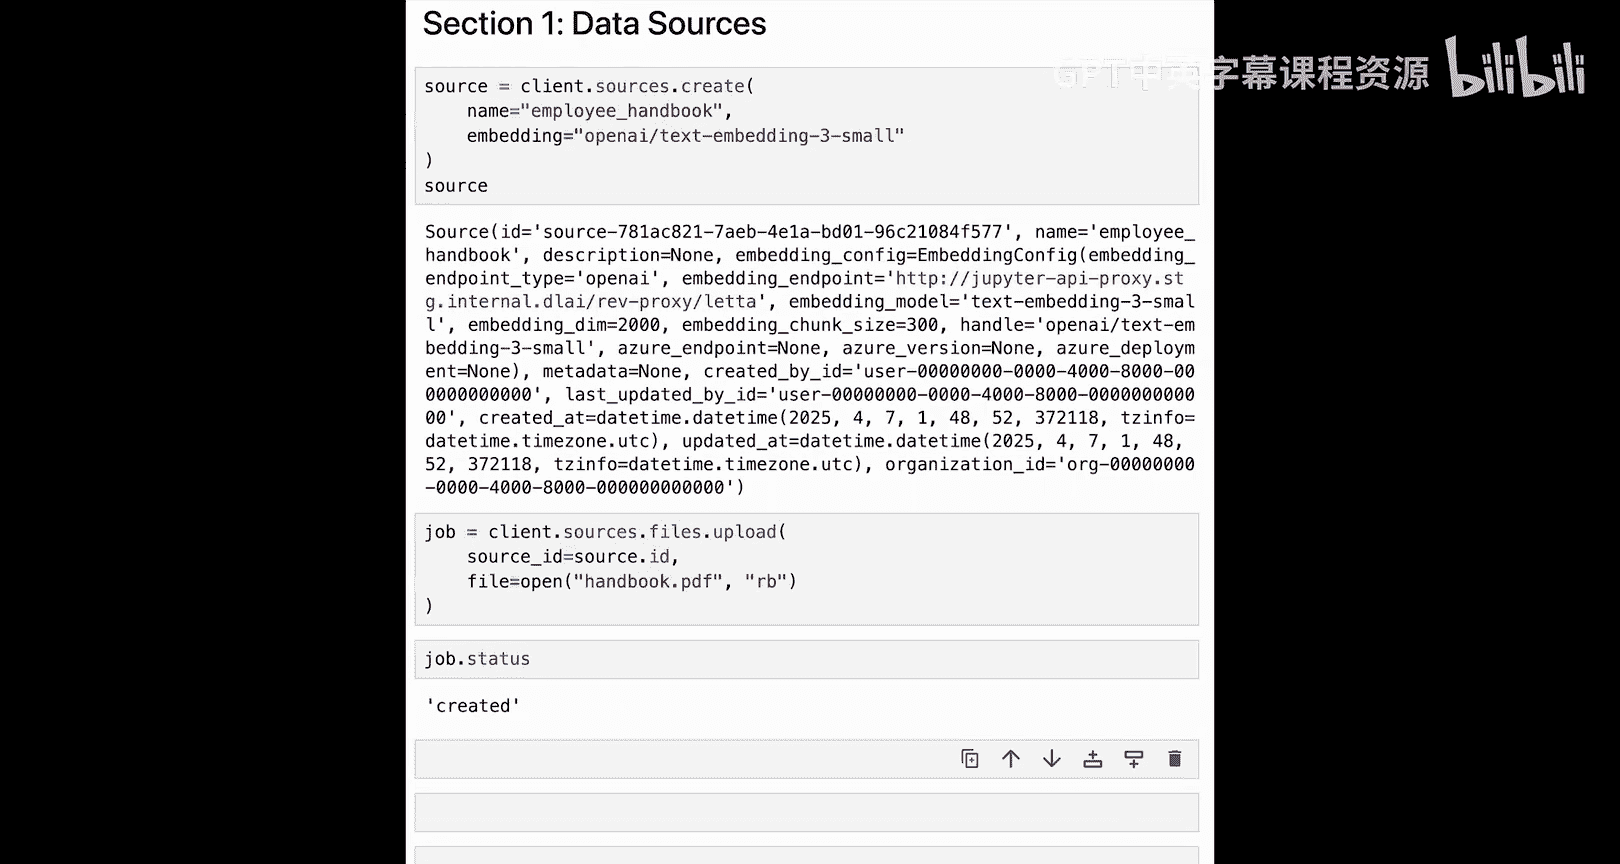 Section 1: Data Sources
GPT中英字幕课程资源
bilibili
source = client.sources.create(
    name="employee_handbook",
    embedding="openai/text-embedding-3-small"
)
source
Source(id='source-781ac821-7aeb-4e1a-bd01-96c21084f577', name='employee_
handbook', description=None, embedding_config=EmbeddingConfig(embedding_
endpoint_type='openai', embedding_endpoint='http://jupyter-api-proxy.st
g.internal.dlai/rev-proxy/letta', embedding_model='text-embedding-3-smal
l', embedding_dim=2000, embedding_chunk_size=300, handle='openai/text-em
bedding-3-small', azure_endpoint=None, azure_version=None, azure_deploym
ent=None), metadata=None, created_by_id='user-00000000-0000-4000-8000-00
0000000000', last_updated_by_id='user-00000000-0000-4000-8000-0000000000
00', created_at=datetime.datetime(2025, 4, 7, 1, 48, 52, 372118, tzinfo=
datetime.timezone.utc), updated_at=datetime.datetime(2025, 4, 7, 1, 48,
52, 372118, tzinfo=datetime.timezone.utc), organization_id='org-00000000
-0000-4000-8000-000000000000')
job = client.sources.files.upload(
    source_id=source.id,
    file=open("handbook.pdf", "rb")
)
job.status
'created'